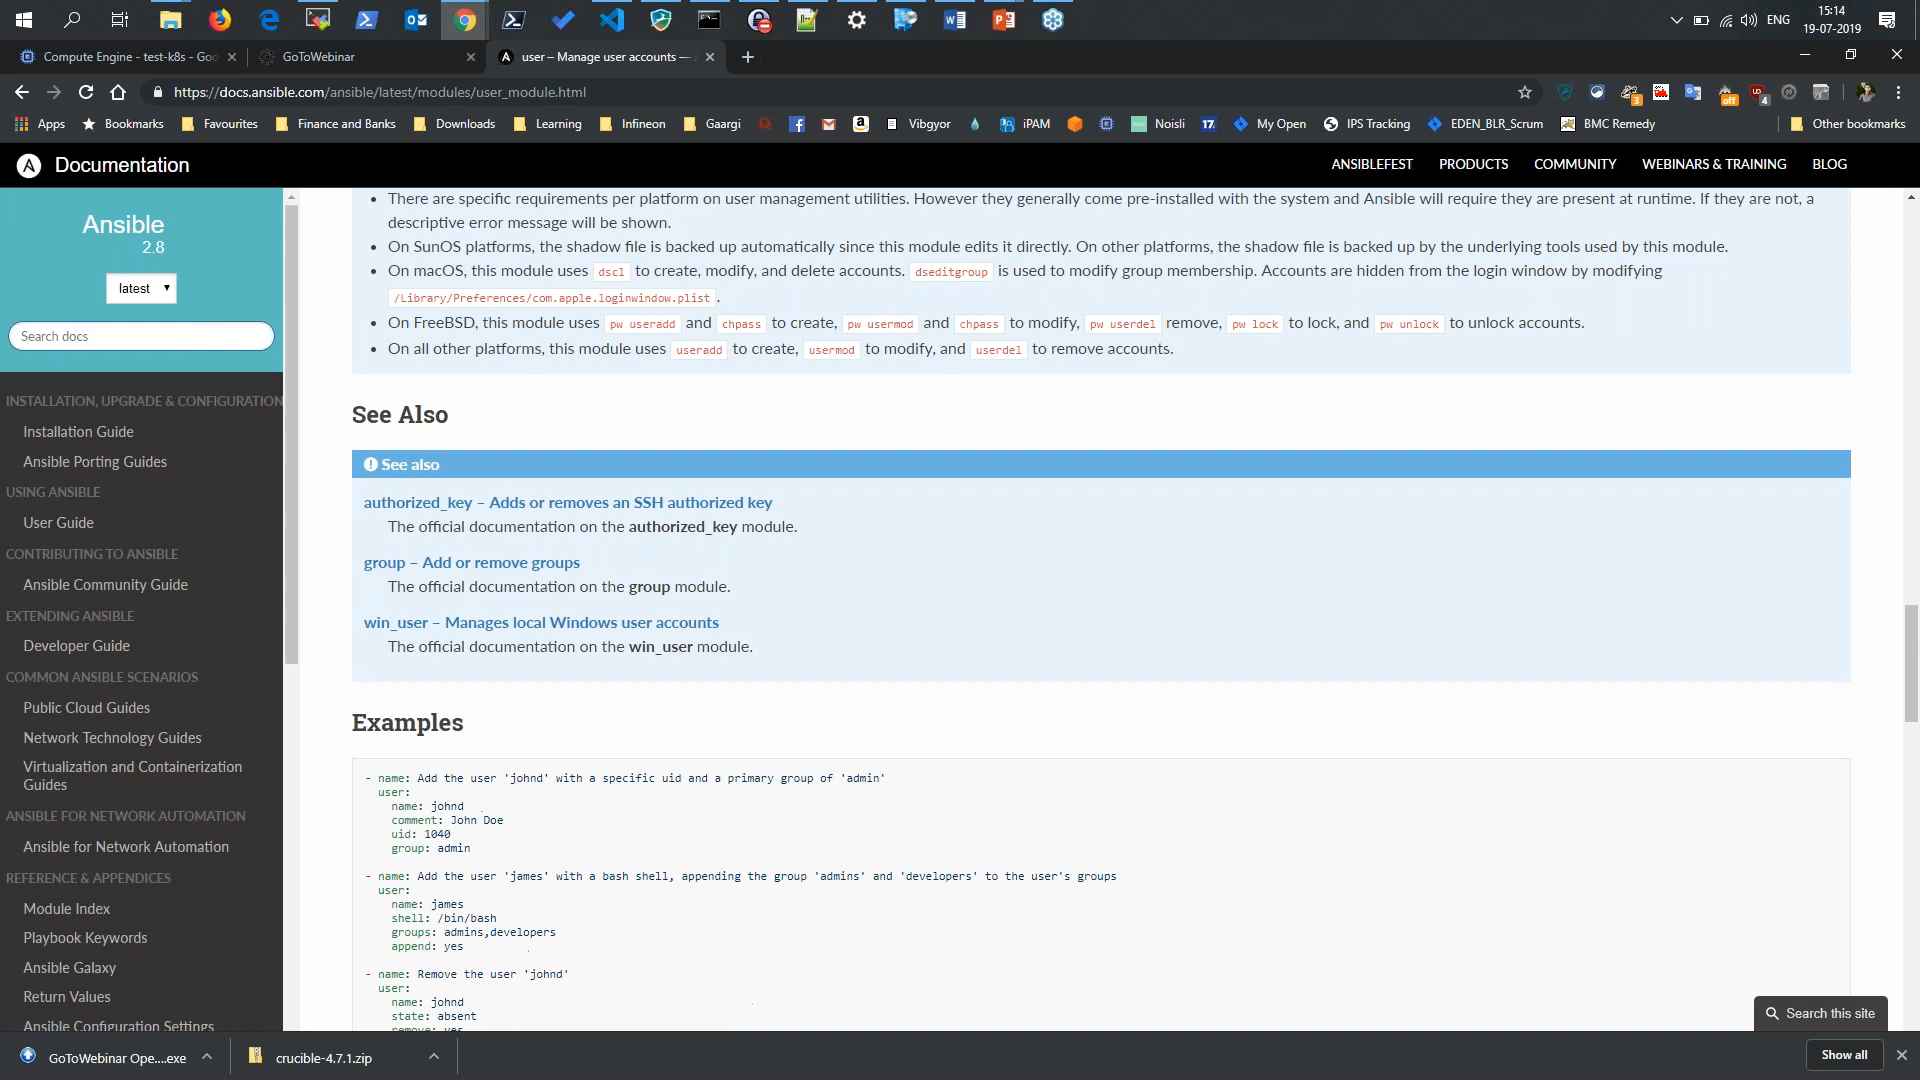 15:14
ENG
19-07-2019
Compute Engine - test-k8s - Goo
GoToWebinar
user – Manage user accounts —
https://docs.ansible.com/ansible/latest/modules/user_module.html
3
off
4
Apps
Bookmarks
Favourites
Finance and Banks
Downloads
Learning
Infineon
Gaargi
Vibgyor
iPAM
Noisli
17.
My Open
IPS Tracking
EDEN_BLR_Scrum
BMC Remedy
Other bookmarks
Documentation
ANSIBLEFEST
PRODUCTS
COMMUNITY
WEBINARS & TRAINING
BLOG
Ansible
2.8
latest
Search docs
INSTALLATION, UPGRADE & CONFIGURATION
Installation Guide
Ansible Porting Guides
USING ANSIBLE
User Guide
CONTRIBUTING TO ANSIBLE
Ansible Community Guide
EXTENDING ANSIBLE
Developer Guide
COMMON ANSIBLE SCENARIOS
Public Cloud Guides
Network Technology Guides
Virtualization and Containerization
Guides
ANSIBLE FOR NETWORK AUTOMATION
Ansible for Network Automation
REFERENCE & APPENDICES
Module Index
Playbook Keywords
Ansible Galaxy
Return Values
Ansible Configuration Settings
• There are specific requirements per platform on user management utilities. However they generally come pre-installed with the system and Ansible will require they are present at runtime. If they are not, a
descriptive error message will be shown.
• On SunOS platforms, the shadow file is backed up automatically since this module edits it directly. On other platforms, the shadow file is backed up by the underlying tools used by this module.
• On macOS, this module uses dscl to create, modify, and delete accounts. dseditgroup is used to modify group membership. Accounts are hidden from the login window by modifying
/Library/Preferences/com.apple.loginwindow.plist .
• On FreeBSD, this module uses pw useradd and chpass to create, pw usermod and chpass to modify, pw userdel remove, pw lock to lock, and pw unlock to unlock accounts.
• On all other platforms, this module uses useradd to create, usermod to modify, and userdel to remove accounts.
See Also
See also
authorized_key – Adds or removes an SSH authorized key
The official documentation on the authorized_key module.
group – Add or remove groups
The official documentation on the group module.
win_user – Manages local Windows user accounts
The official documentation on the win_user module.
Examples
- name: Add the user 'johnd' with a specific uid and a primary group of 'admin'
user:
name: johnd
comment: John Doe
uid: 1040
group: admin
- name: Add the user 'james' with a bash shell, appending the group 'admins' and 'developers' to the user's groups
user:
name: james
shell: /bin/bash
groups: admins,developers
append: yes
- name: Remove the user 'johnd'
user:
name: johnd
state: absent
remove: yes
Search this site
GoToWebinar Ope....exe
crucible-4.7.1.zip
Show all